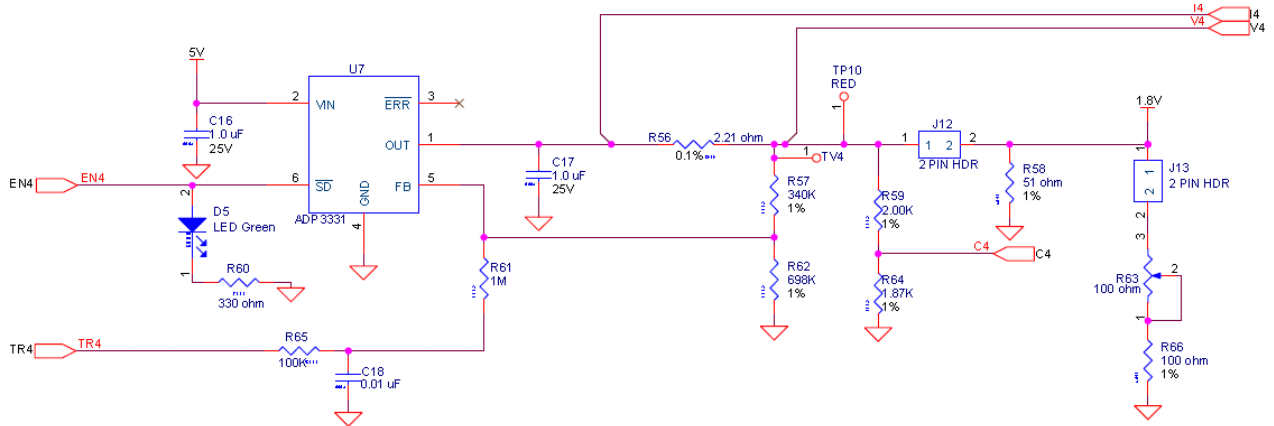 I4
I4
V4
V4
5V
U7
TP10
RED
1
1.8V
2
VIN
ERR
3
C16
1.0 uF
25V
OUT
1
R56
2.21 ohm
0.1%
1
TV4
J12
1
1 2
2
2 PIN HDR
1
J13
2 1
2 PIN HDR
2
C17
1.0 uF
25V
R57
340K
1%
R58
51 ohm
1%
EN4
EN4
6
SD
GND
FB
5
ADP3331
4
2
D5
LED Green
1
R59
2.00K
1%
R60
330 ohm
R61
1M
R62
698K
1%
C4
C4
R64
1.87K
1%
3
R63
100 ohm
2
1
TR4
TR4
R65
100K
C18
0.01 uF
R66
100 ohm
1%